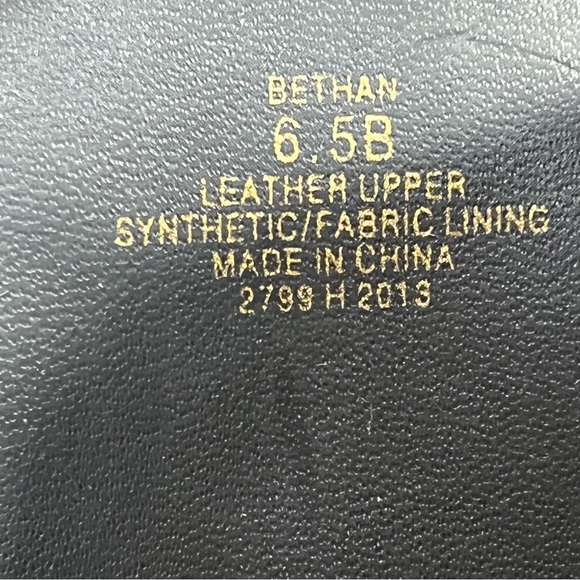 BETHAN
6.5B
LEATHER UPPER
SYNTHETIC/FABRIC LINING
MADE IN CHINA
2799 H 2013